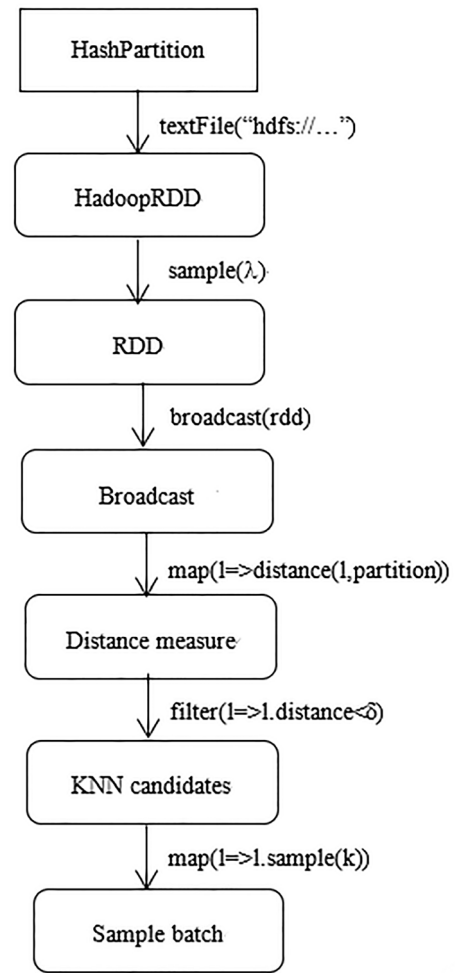 HashPartition
textFile(“hdfs://…”)
HadoopRDD
sample(λ)
RDD
broadcast(rdd)
Broadcast
map(l=>distance(l,partition))
Distance measure
filter(l=>l.distance<δ)
KNN candidates
map(l=>l.sample(k))
Sample batch